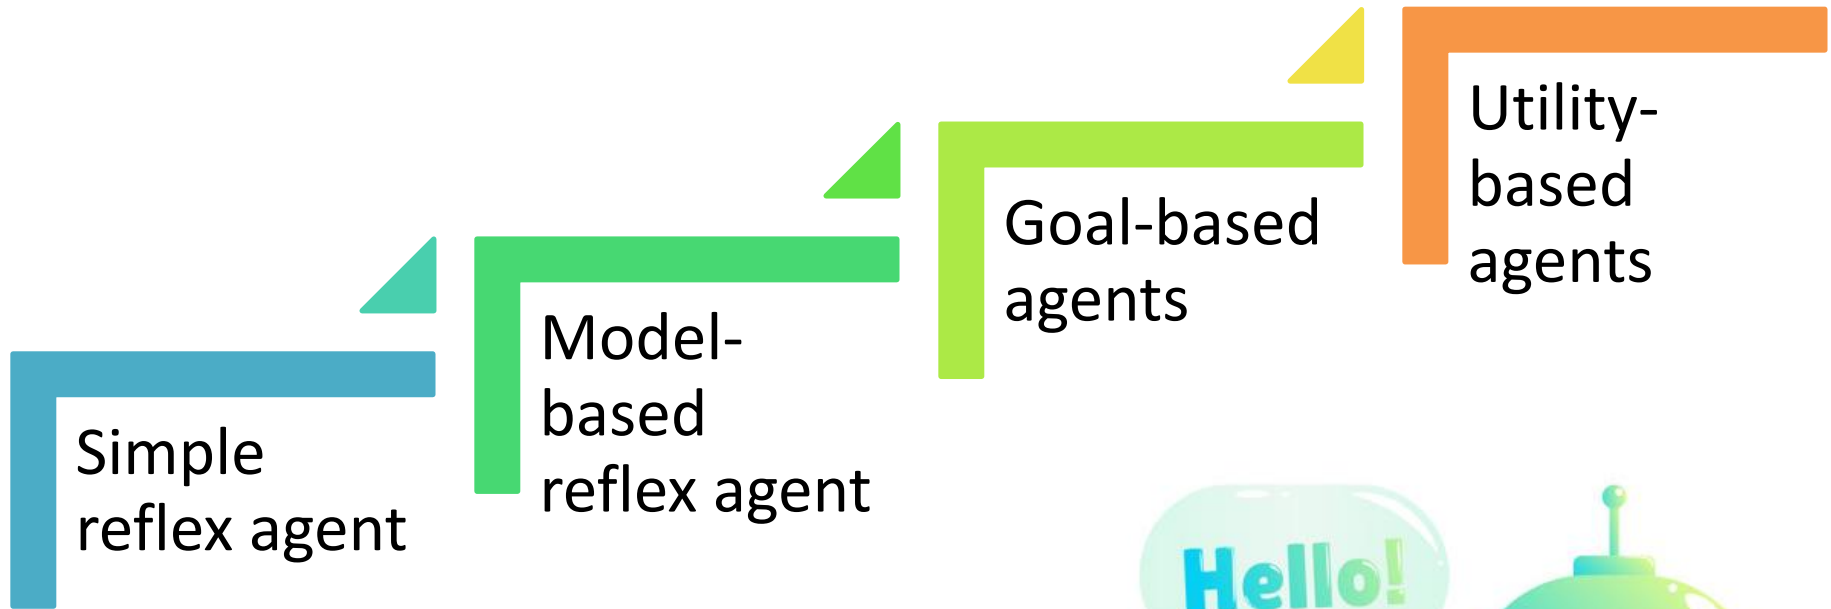 Simple
reflex agent
Model-
based
reflex agent
Goal-based
agents
Utility-
based
agents
Hello!